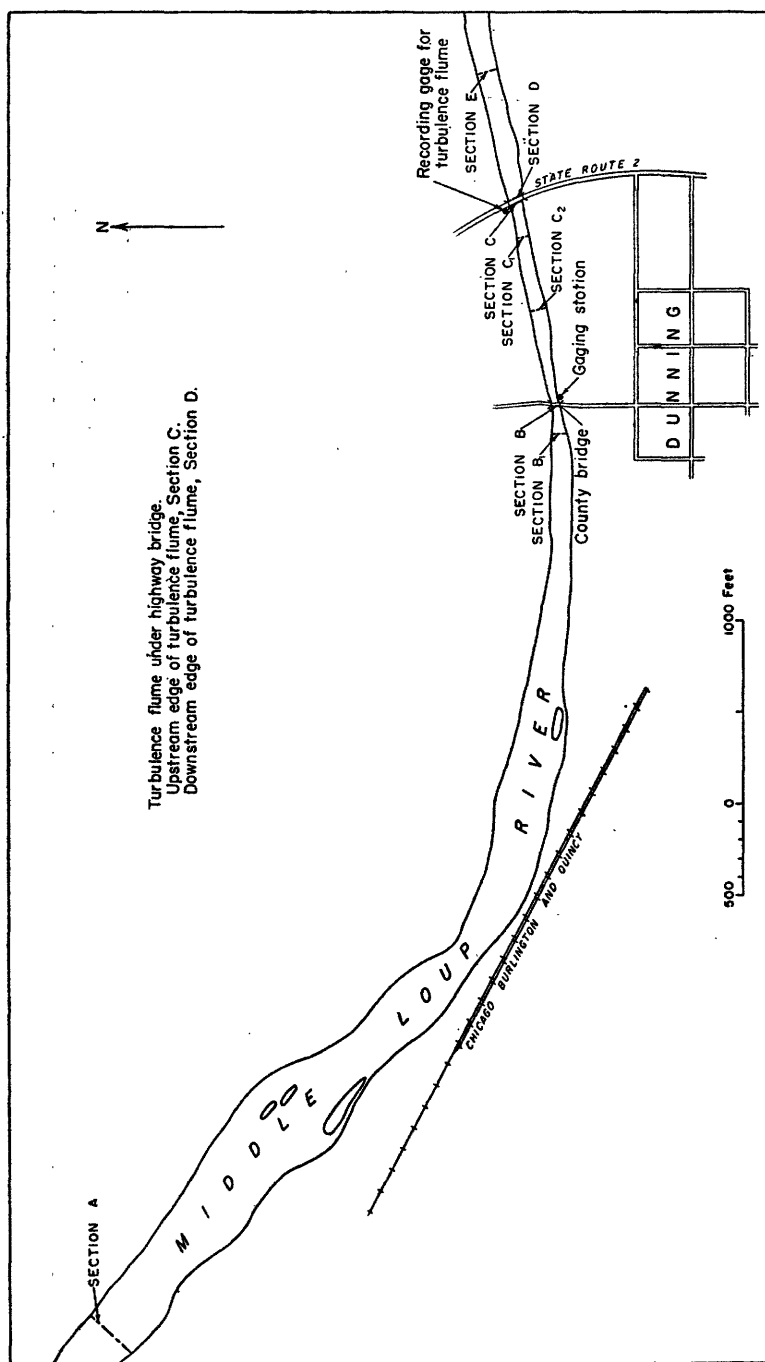 Turbulence flume under highway bridge.
Upstream edge of turbulence flume, Section C.
Downstream edge of turbulence flume, Section D.
N
SECTION A
MIDDLE LOUP RIVER
CHICAGO BURLINGTON AND QUINCY
SECTION B
SECTION B₁
County bridge
Gaging station
SECTION C
SECTION C₁
SECTION C₂
Recording gage for
turbulence flume
SECTION E
SECTION D
STATE ROUTE 2
DUNNING
500 0 1000 Feet